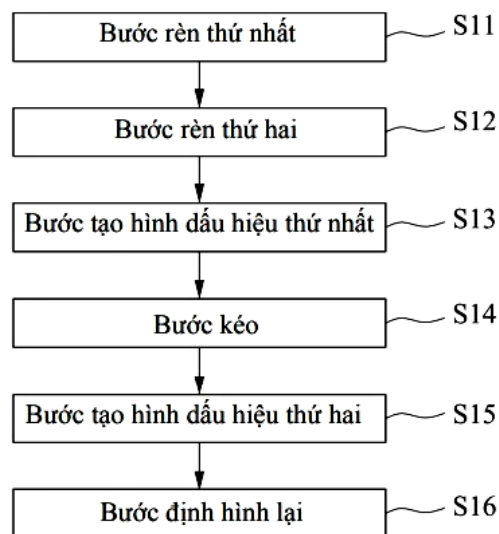 Bước rèn thứ nhất S11
Bước rèn thứ hai S12
Bước tạo hình dấu hiệu thứ nhất S13
Bước kéo S14
Bước tạo hình dấu hiệu thứ hai S15
Bước định hình lại S16